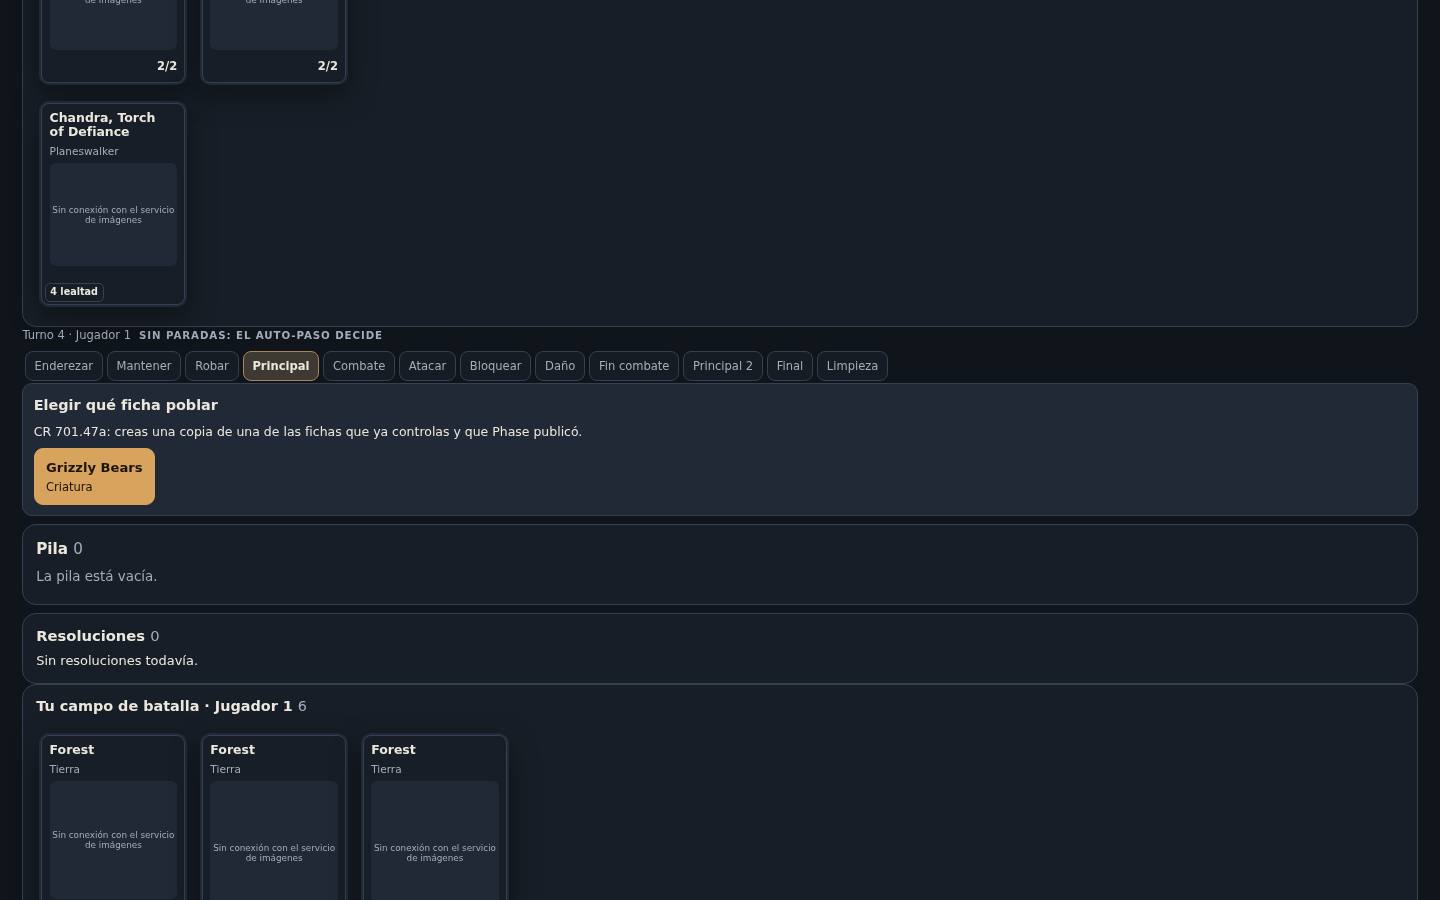 de imágenes
de imágenes
2/2
2/2
Chandra, Torch
of Defiance
Planeswalker
Sin conexión con el servicio
de imágenes
4 lealtad
Turno 4 · Jugador 1 SIN PARADAS: EL AUTO-PASO DECIDE
Enderezar Mantener Robar Principal Combate Atacar Bloquear Daño Fin combate Principal 2 Final Limpieza
Elegir qué ficha poblar
CR 701.47a: creas una copia de una de las fichas que ya controlas y que Phase publicó.
Grizzly Bears
Criatura
Pila 0
La pila está vacía.
Resoluciones 0
Sin resoluciones todavía.
Tu campo de batalla · Jugador 1 6
Forest
Tierra
Sin conexión con el servicio
de imágenes
Forest
Tierra
Sin conexión con el servicio
de imágenes
Forest
Tierra
Sin conexión con el servicio
de imágenes